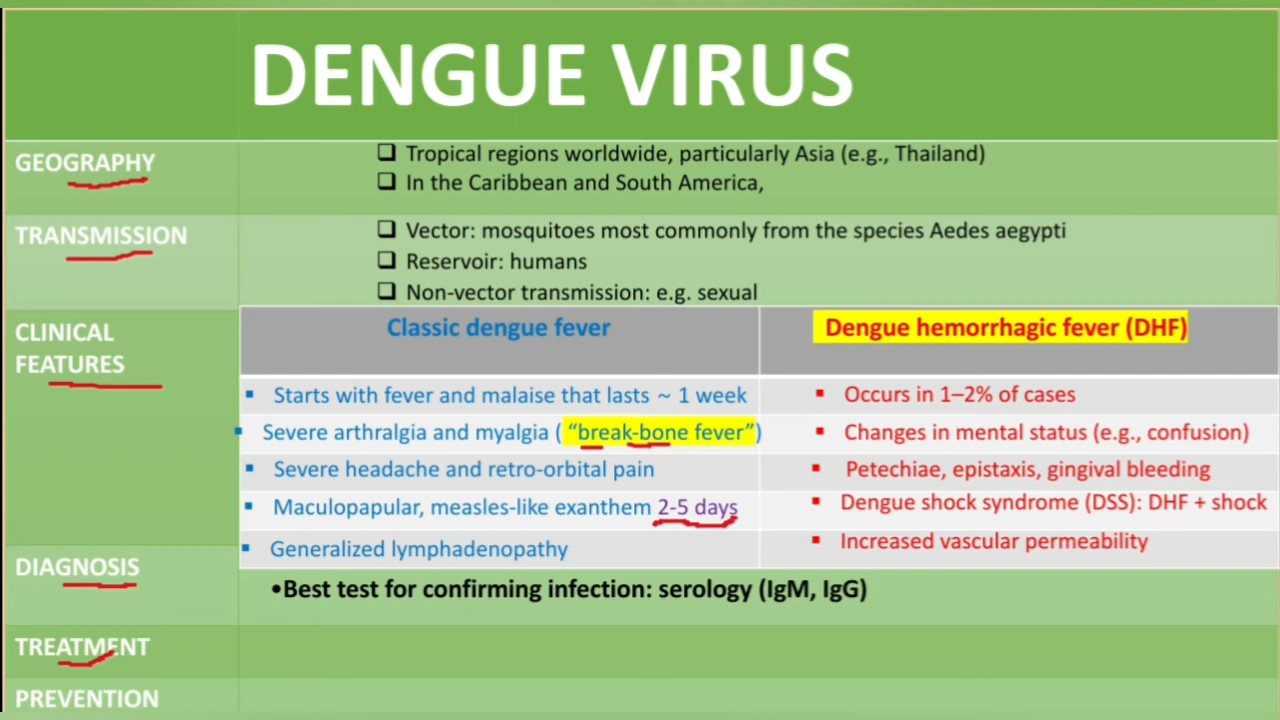 DENGUE VIRUS
GEOGRAPHY
❑ Tropical regions worldwide, particularly Asia (e.g., Thailand)
❑ In the Caribbean and South America,
TRANSMISSION
❑ Vector: mosquitoes most commonly from the species Aedes aegypti
❑ Reservoir: humans
❑ Non-vector transmission: e.g. sexual
CLINICAL
FEATURES
Classic dengue fever
▪ Starts with fever and malaise that lasts ~ 1 week
▪ Severe arthralgia and myalgia ( “break-bone fever”)
▪ Severe headache and retro-orbital pain
▪ Maculopapular, measles-like exanthem 2-5 days
▪ Generalized lymphadenopathy
Dengue hemorrhagic fever (DHF)
▪ Occurs in 1–2% of cases
▪ Changes in mental status (e.g., confusion)
▪ Petechiae, epistaxis, gingival bleeding
▪ Dengue shock syndrome (DSS): DHF + shock
▪ Increased vascular permeability
DIAGNOSIS
•Best test for confirming infection: serology (IgM, IgG)
TREATMENT
PREVENTION